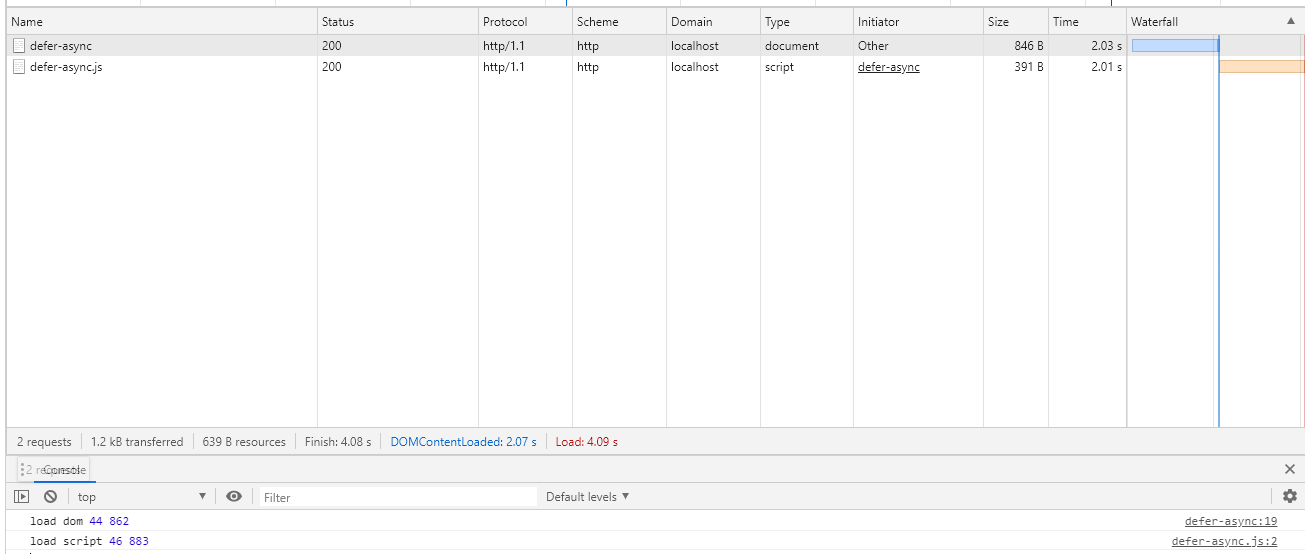 Name Status Protocol Scheme Domain Type Initiator Size Time Waterfall ▲
defer-async 200 http/1.1 http localhost document Other 846 B 2.03 s
defer-async.js 200 http/1.1 http localhost script defer-async 391 B 2.01 s
2 requests 1.2 kB transferred 639 B resources Finish: 4.08 s DOMContentLoaded: 2.07 s Load: 4.09 s
2 requests Console
top ▼ Filter Default levels ▼
load dom 44 862 defer-async:19
load script 46 883 defer-async.js:2